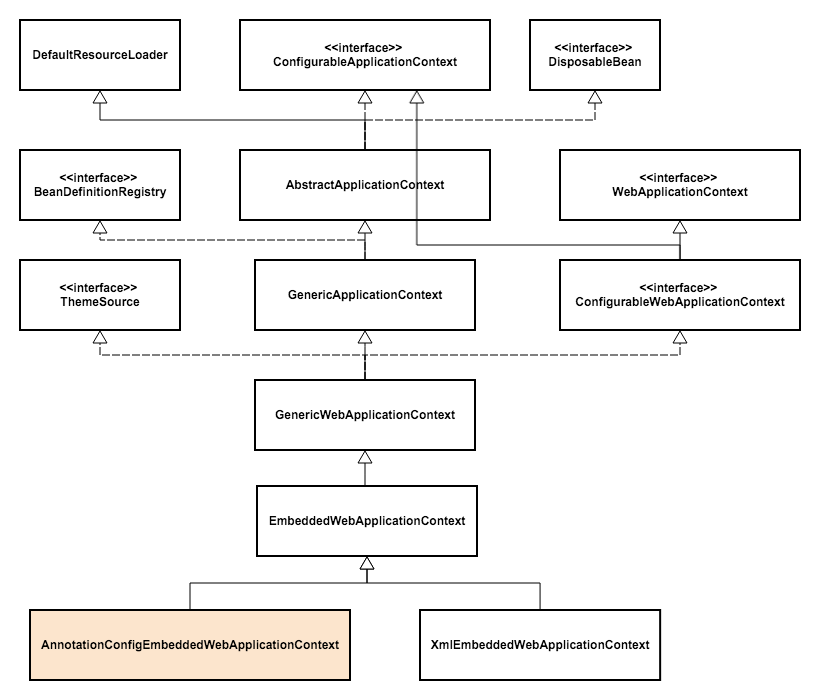 DefaultResourceLoader
<<interface>>
ConfigurableApplicationContext
<<interface>>
DisposableBean
<<interface>>
BeanDefinitionRegistry
AbstractApplicationContext
<<interface>>
WebApplicationContext
<<interface>>
ThemeSource
GenericApplicationContext
<<interface>>
ConfigurableWebApplicationContext
GenericWebApplicationContext
EmbeddedWebApplicationContext
AnnotationConfigEmbeddedWebApplicationContext
XmlEmbeddedWebApplicationContext